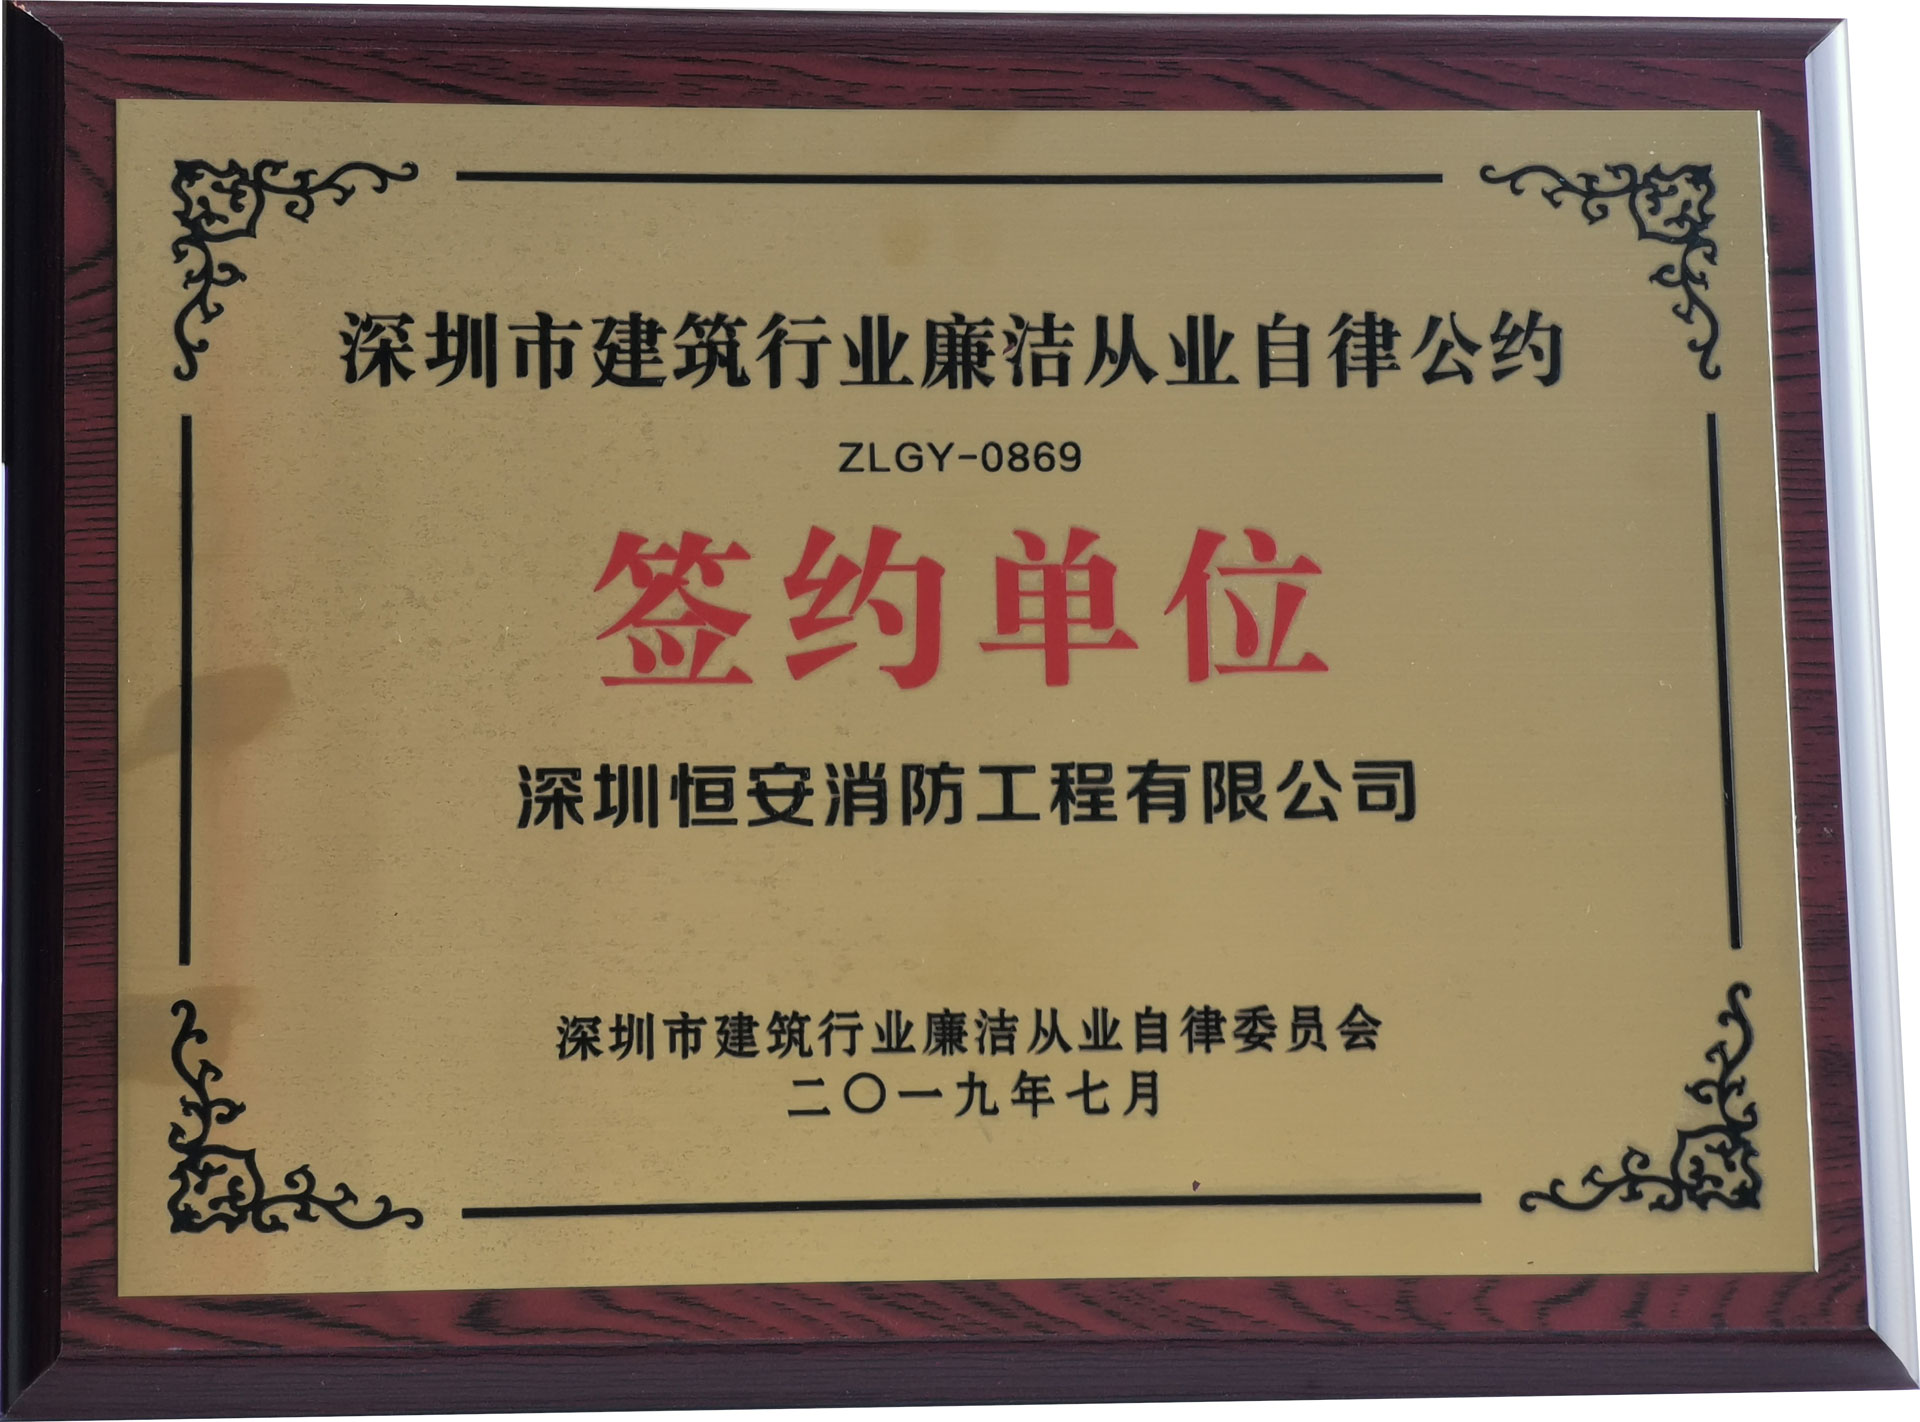 深圳市建筑行业廉洁从业自律公约
ZLGY-0869
签约单位
深圳恒安消防工程有限公司
深圳市建筑行业廉洁从业自律委员会
二〇一九年七月